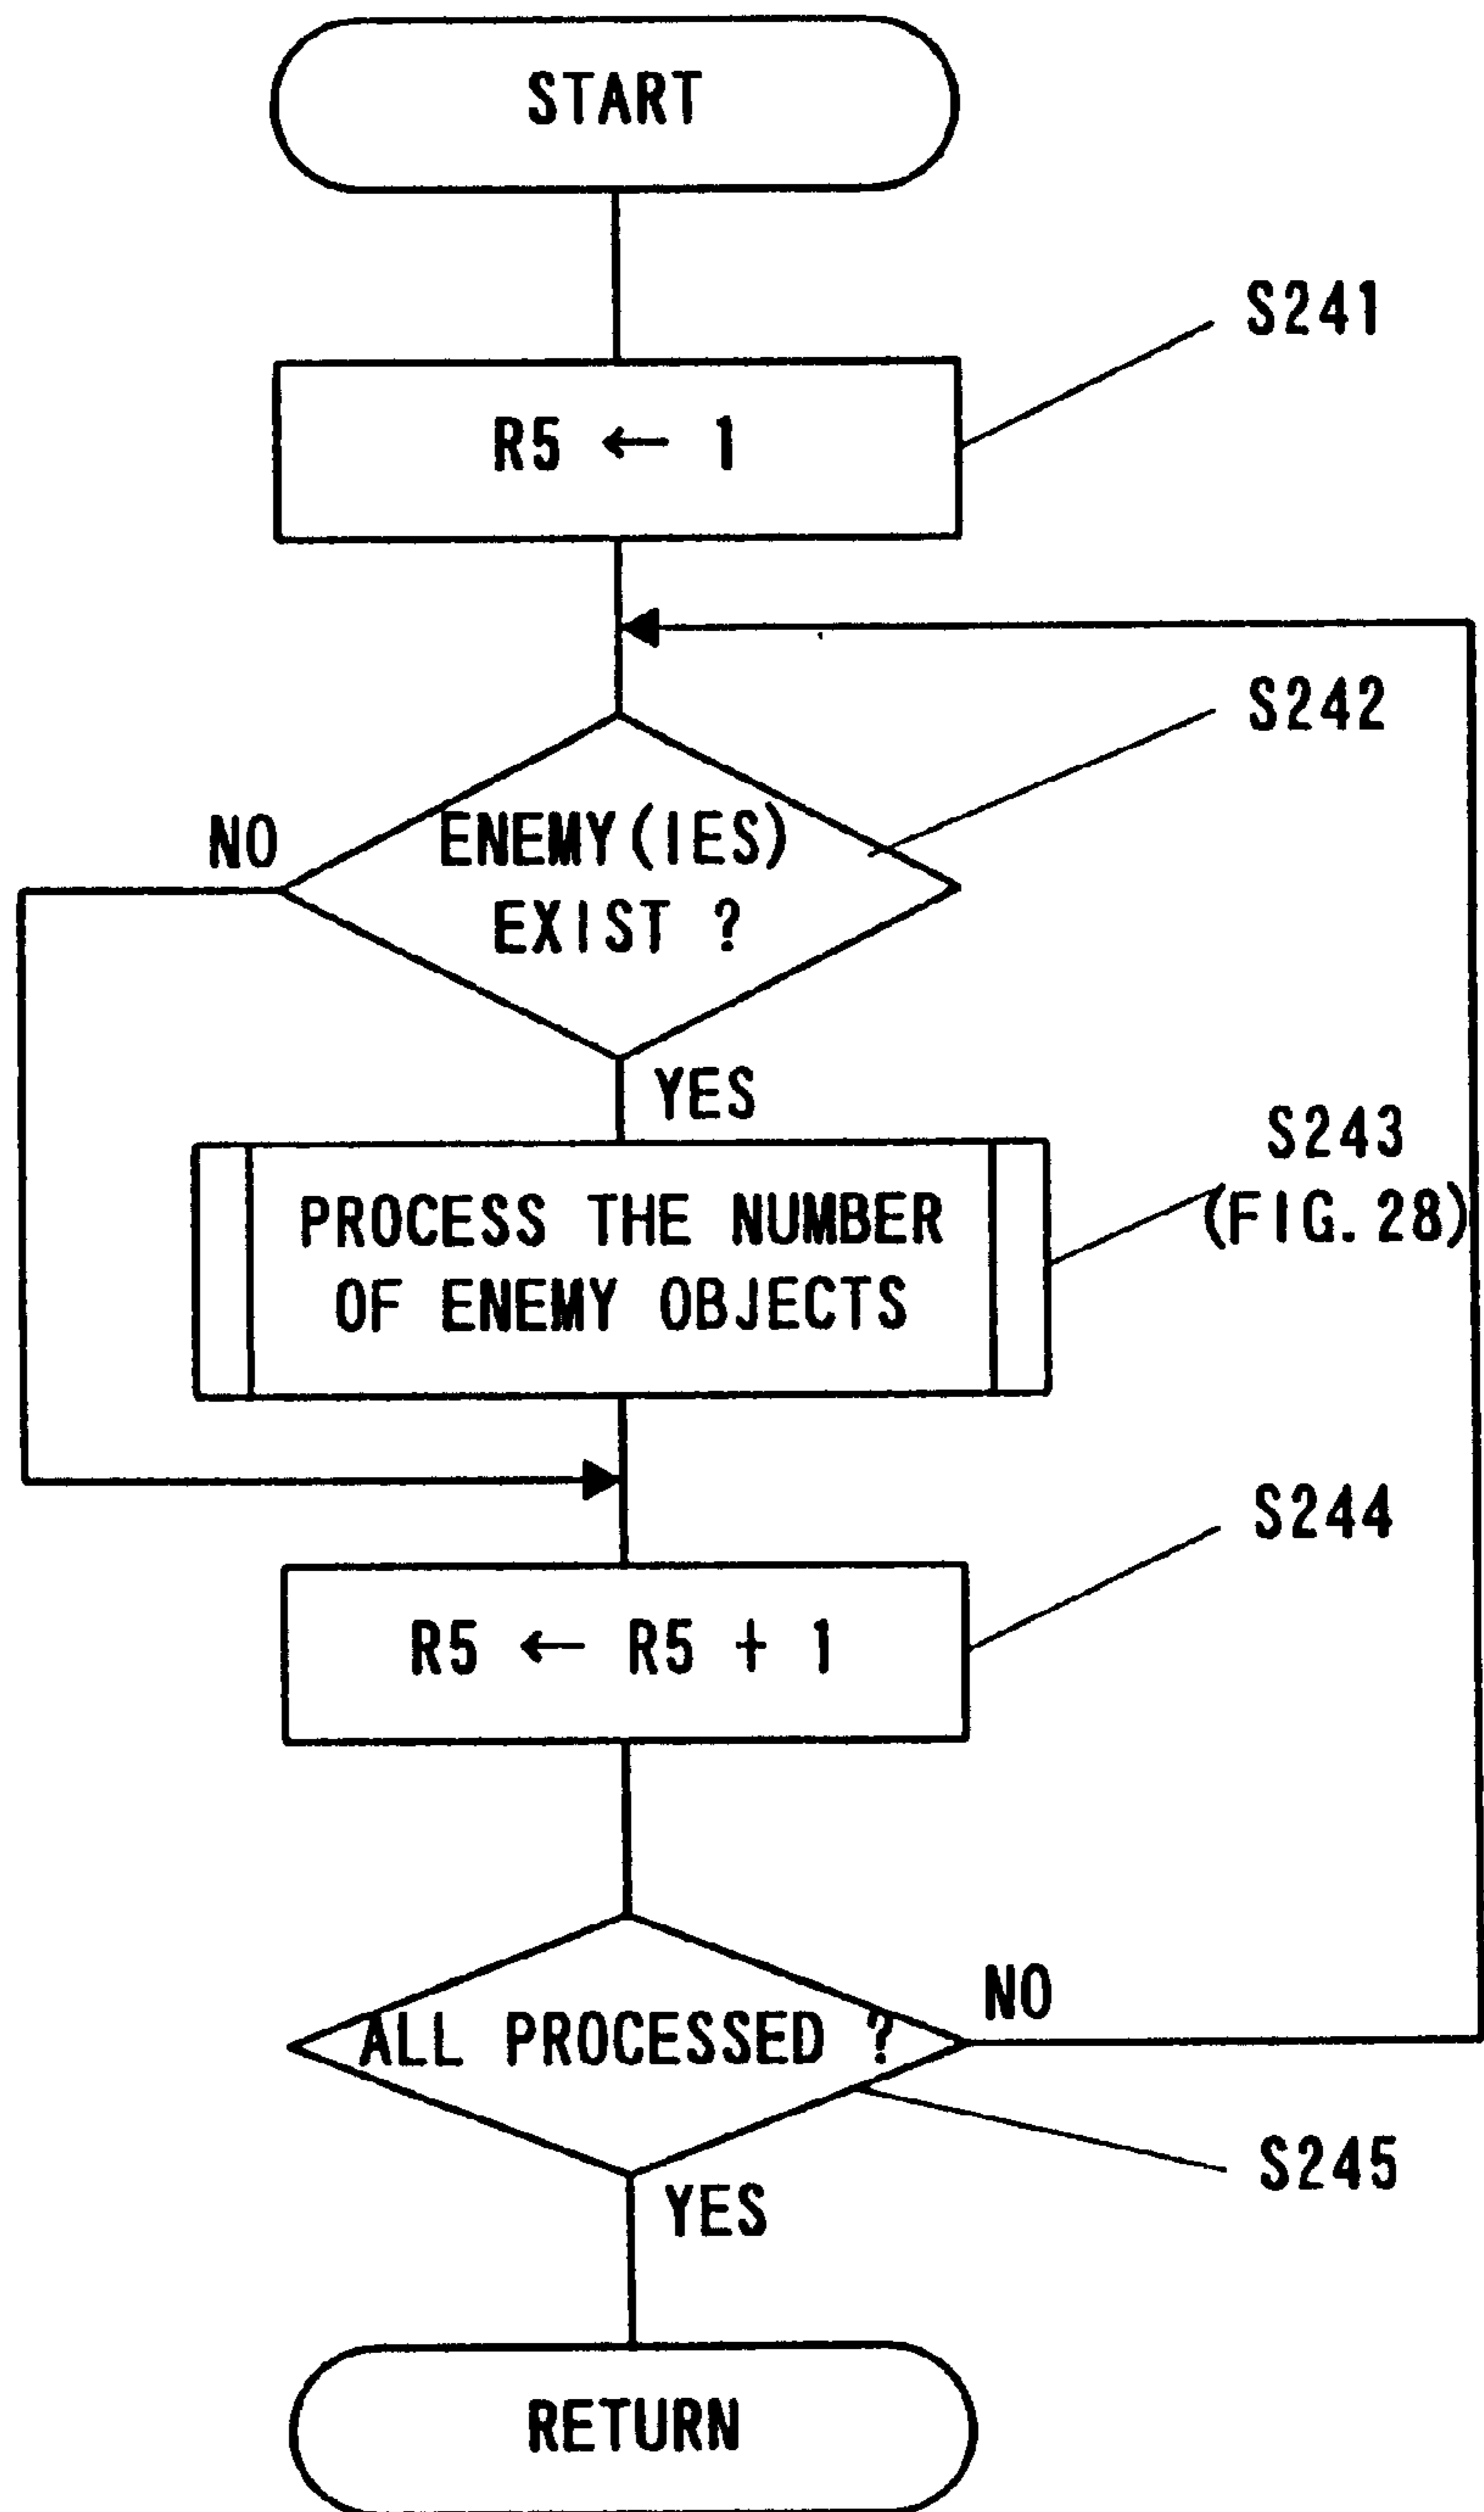 START
S241
R5 ← 1
S242
NO
ENEMY(IES)
EXIST ?
YES
S243
(FIG. 28)
PROCESS THE NUMBER
OF ENEMY OBJECTS
S244
R5 ← R5 + 1
NO
ALL PROCESSED ?
S245
YES
RETURN